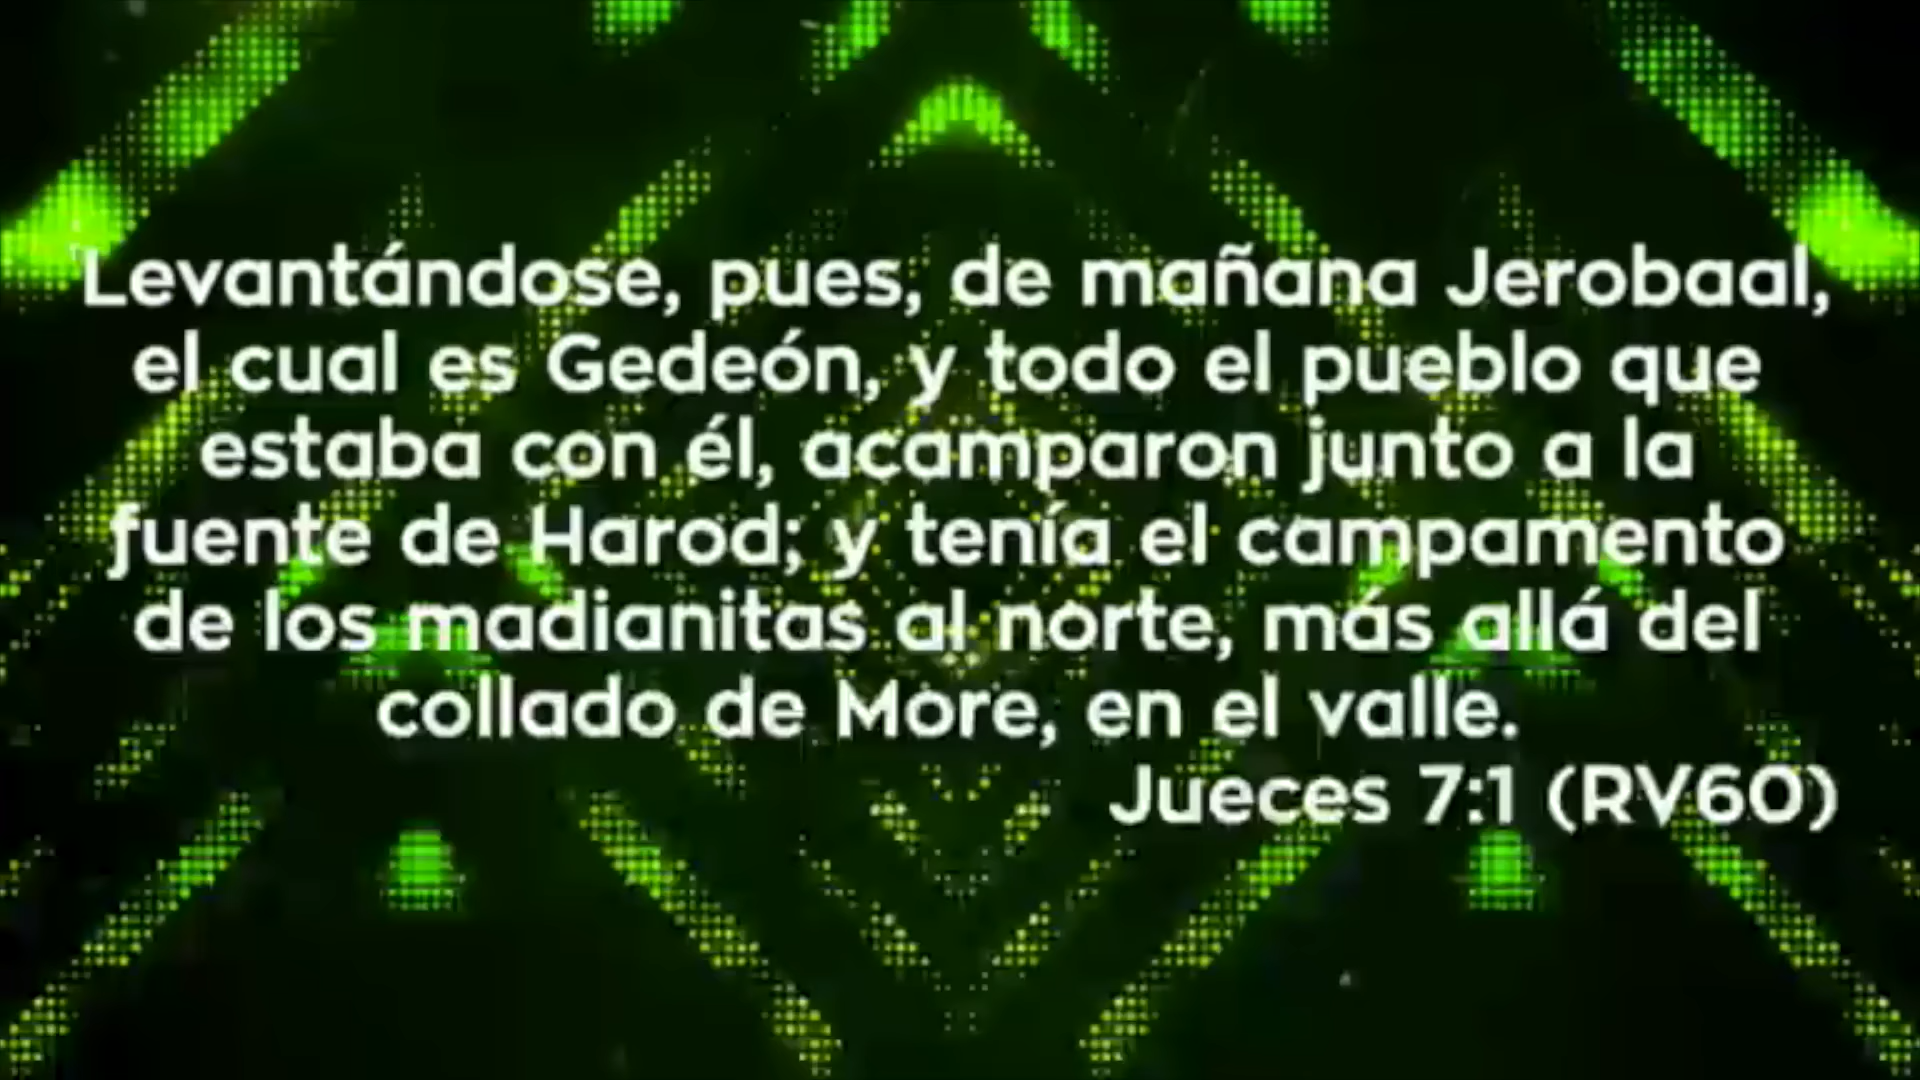 Levantándose, pues, de mañana Jerobaal,
el cual es Gedeón, y todo el pueblo que
estaba con él, acamparon junto a la
fuente de Harod; y tenía el campamento
de los madianitas al norte, más allá del
collado de More, en el valle.
Jueces 7:1 (RV60)